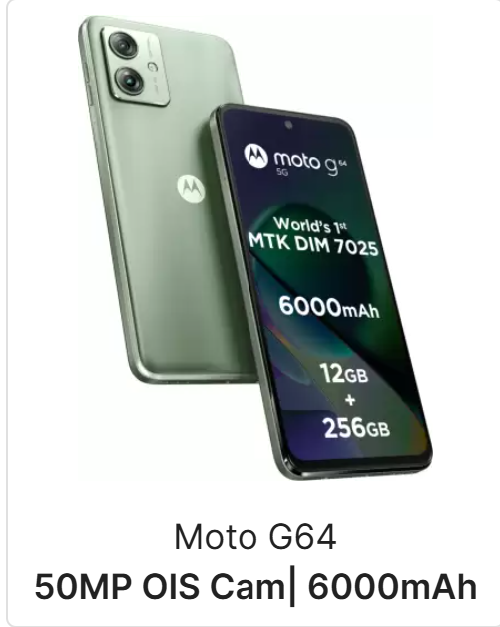 moto g64
5G
World's 1st
MTK DIM 7025
6000mAh
12GB
+
256GB
Moto G64
50MP OIS Cam| 6000mAh